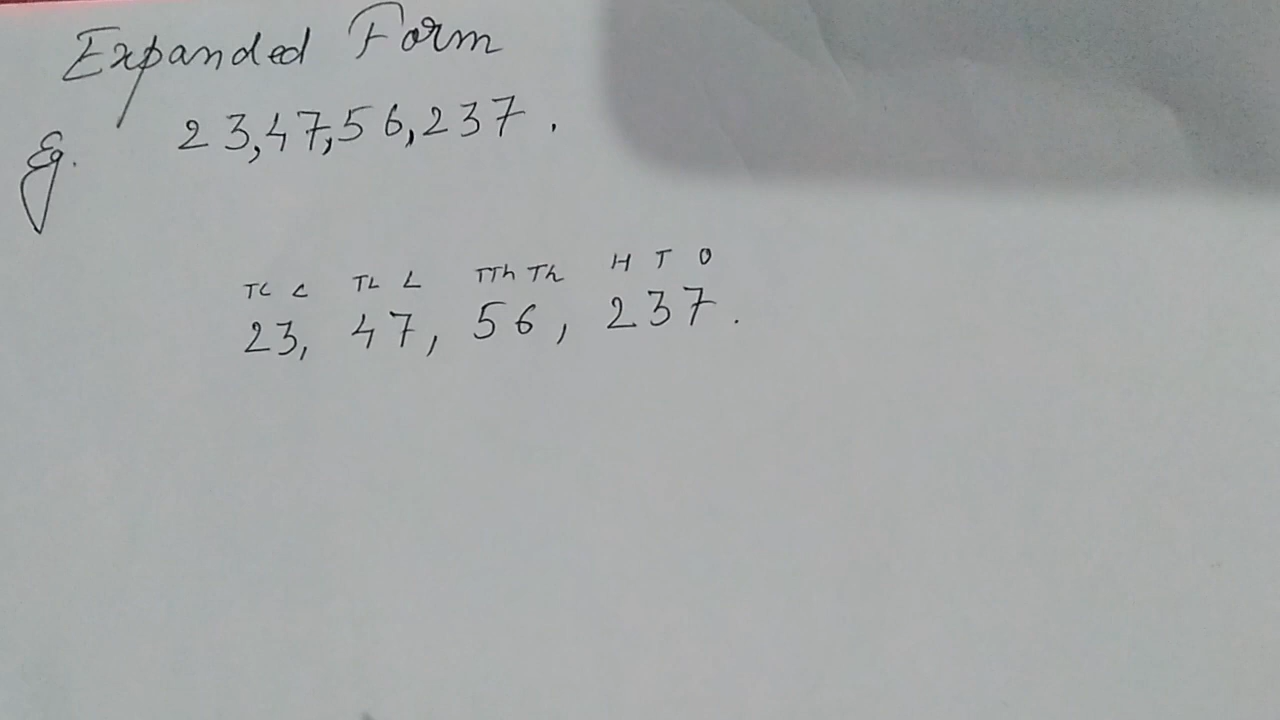 Expanded Form
Eg. 23,47,56,237.
TC C TL L TTh Th H T O
23, 47, 56, 237.